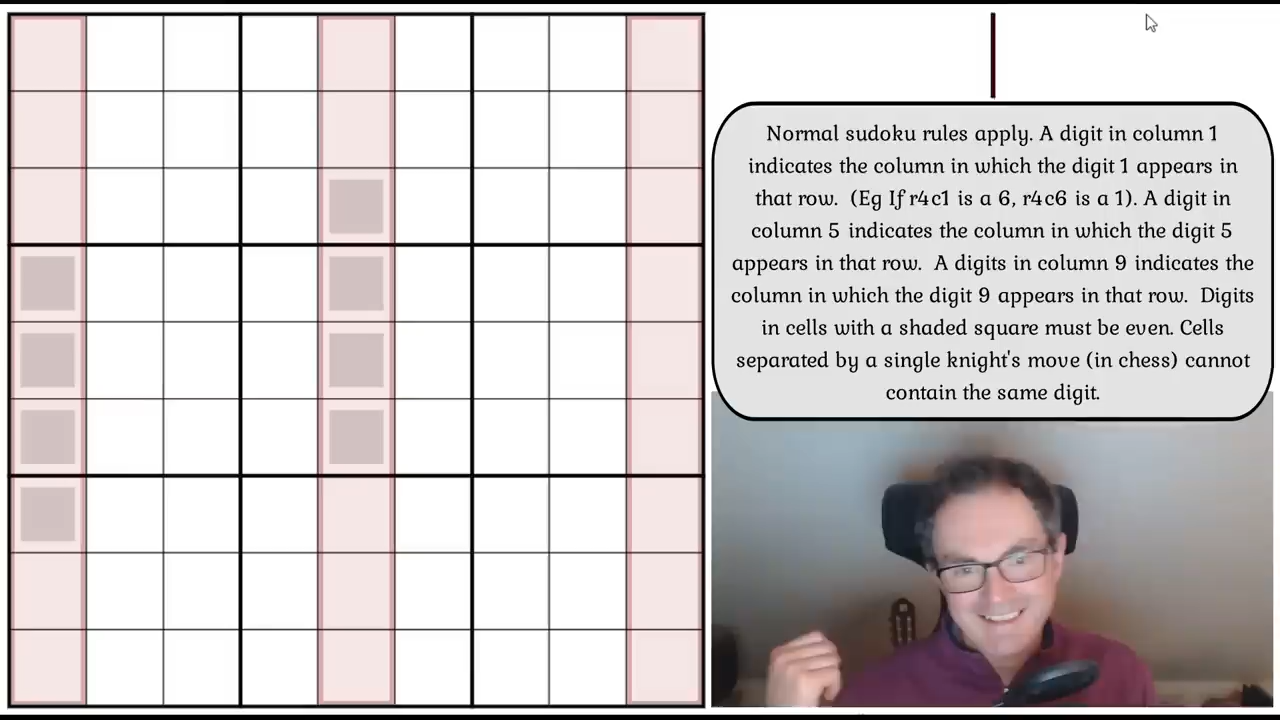 Normal sudoku rules apply. A digit in column 1
indicates the column in which the digit 1 appears in
that row. (Eg If r4c1 is a 6, r4c6 is a 1). A digit in
column 5 indicates the column in which the digit 5
appears in that row. A digits in column 9 indicates the
column in which the digit 9 appears in that row. Digits
in cells with a shaded square must be even. Cells
separated by a single knight's move (in chess) cannot
contain the same digit.